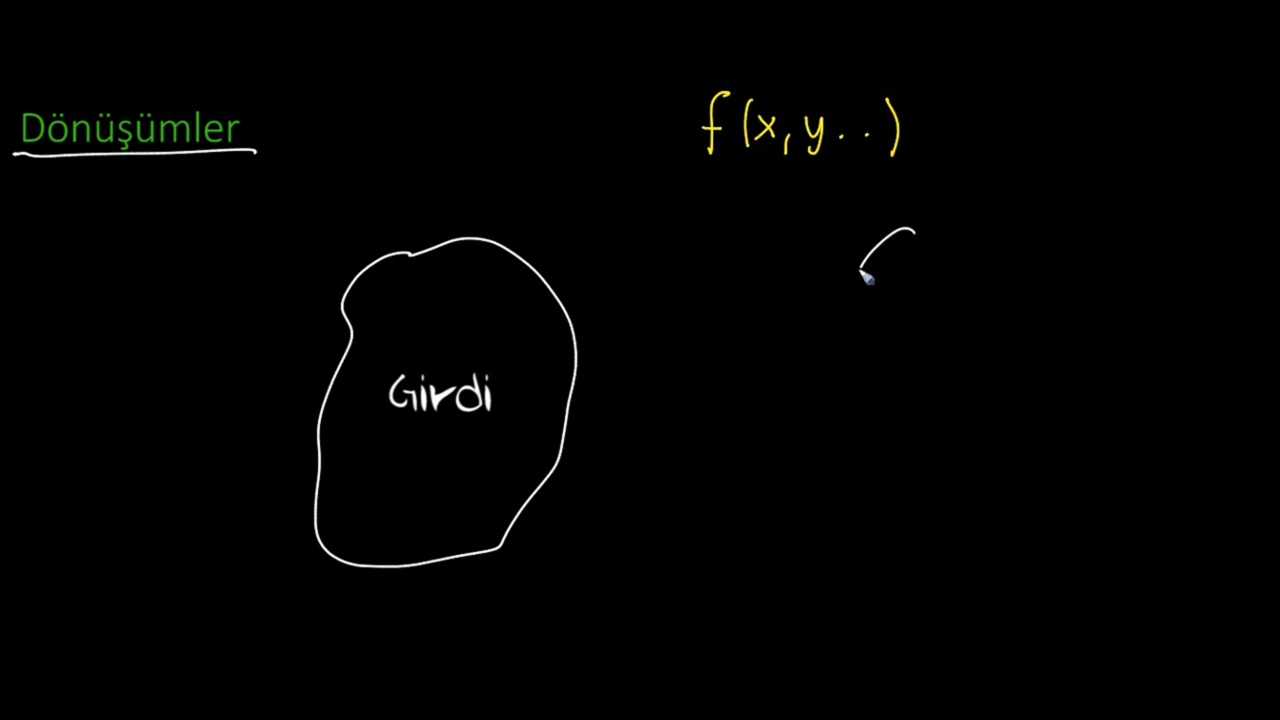 Dönüşümler
f(x, y . . )
Girdi